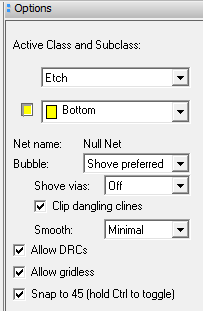 Options
Active Class and Subclass:
Etch
Bottom
Net name: Null Net
Bubble: Shove preferred
Shove vias: Off
Clip dangling clines
Smooth: Minimal
Allow DRCs
Allow gridless
Snap to 45 (hold Ctrl to toggle)